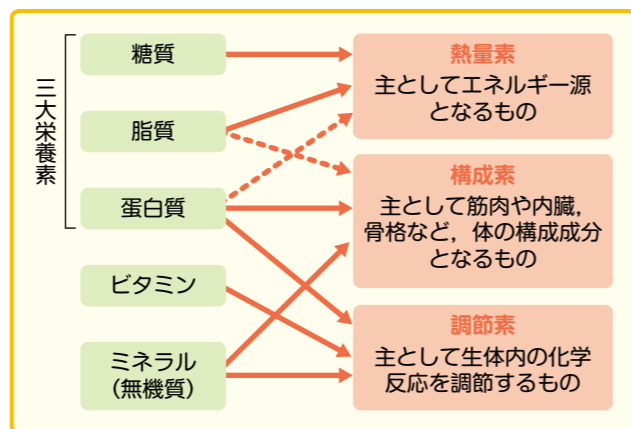 三大栄養素
糖質
脂質
蛋白質
ビタミン
ミネラル
(無機質)
熱量素
主としてエネルギー源
となるもの
構成素
主として筋肉や内臓,
骨格など, 体の構成成分
となるもの
調節素
主として生体内の化学
反応を調節するもの